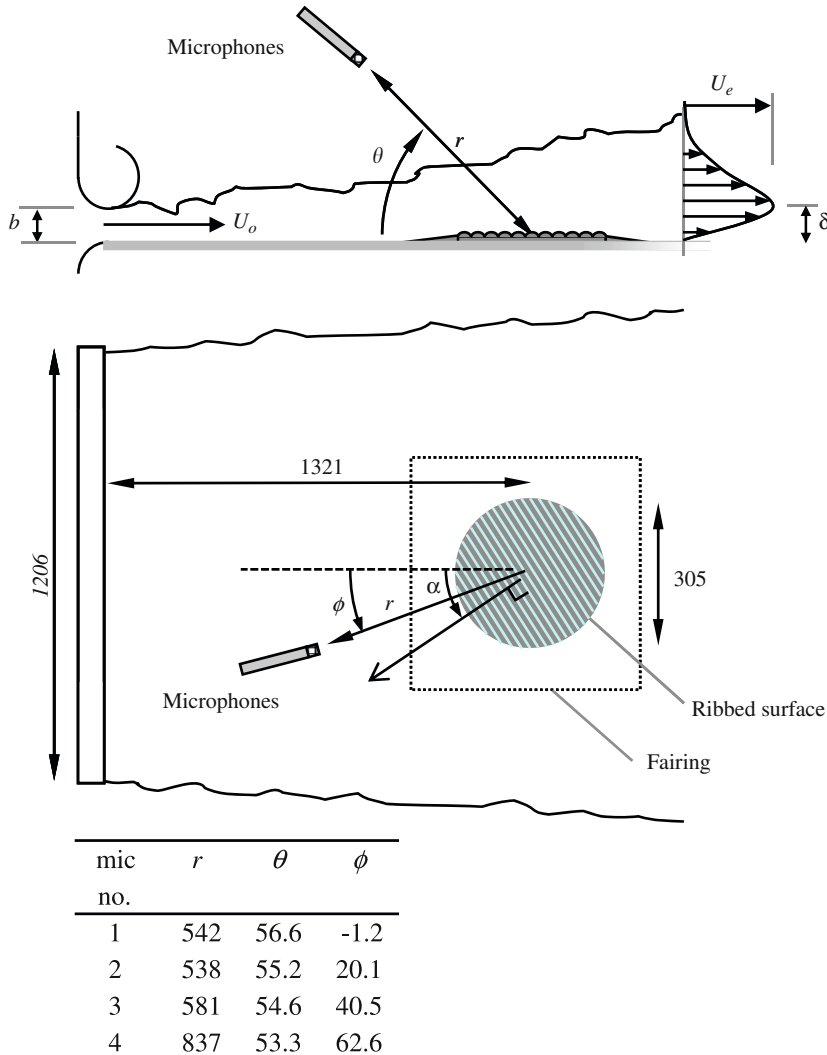 Microphones
U_e
r
θ
b
U_o
δ
1321
1206
α
305
ϕ
r
Microphones
Ribbed surface
Fairing
mic no. r θ ϕ
1 542 56.6 -1.2
2 538 55.2 20.1
3 581 54.6 40.5
4 837 53.3 62.6